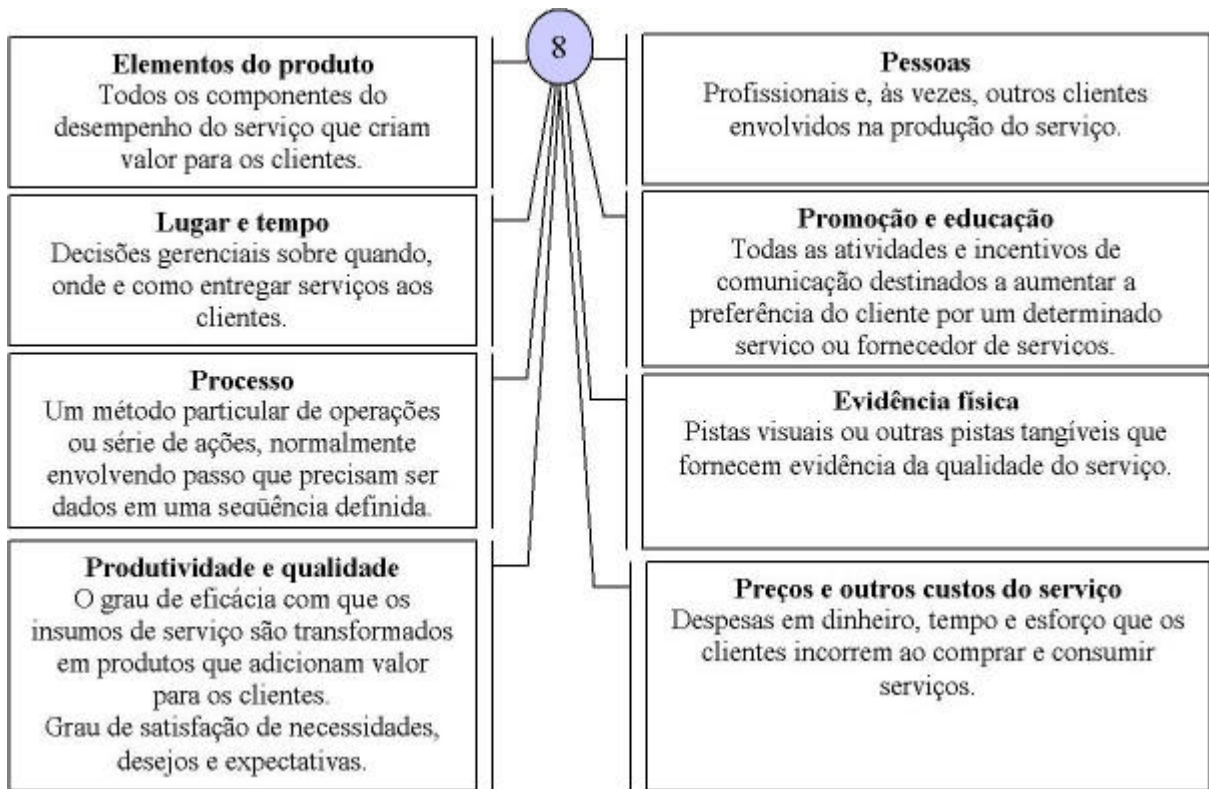 8
Elementos do produto
Todos os componentes do
desempenho do serviço que criam
valor para os clientes.
Lugar e tempo
Decisões gerenciais sobre quando,
onde e como entregar serviços aos
clientes.
Processo
Um método particular de operações
ou série de ações, normalmente
envolvendo passo que precisam ser
dados em uma seqüência definida.
Produtividade e qualidade
O grau de eficácia com que os
insumos de serviço são transformados
em produtos que adicionam valor
para os clientes.
Grau de satisfação de necessidades,
desejos e expectativas.
Pessoas
Profissionais e, às vezes, outros clientes
envolvidos na produção do serviço.
Promoção e educação
Todas as atividades e incentivos de
comunicação destinados a aumentar a
preferência do cliente por um determinado
serviço ou fornecedor de serviços.
Evidência física
Pistas visuais ou outras pistas tangíveis que
fornecem evidência da qualidade do serviço.
Preços e outros custos do serviço
Despesas em dinheiro, tempo e esforço que os
clientes incorrem ao comprar e consumir
serviços.